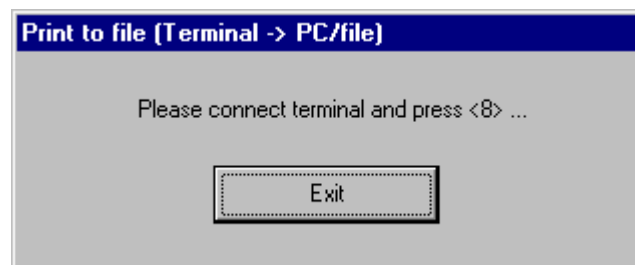 Print to file (Terminal -> PC/file)
Please connect terminal and press <8> ...
Exit